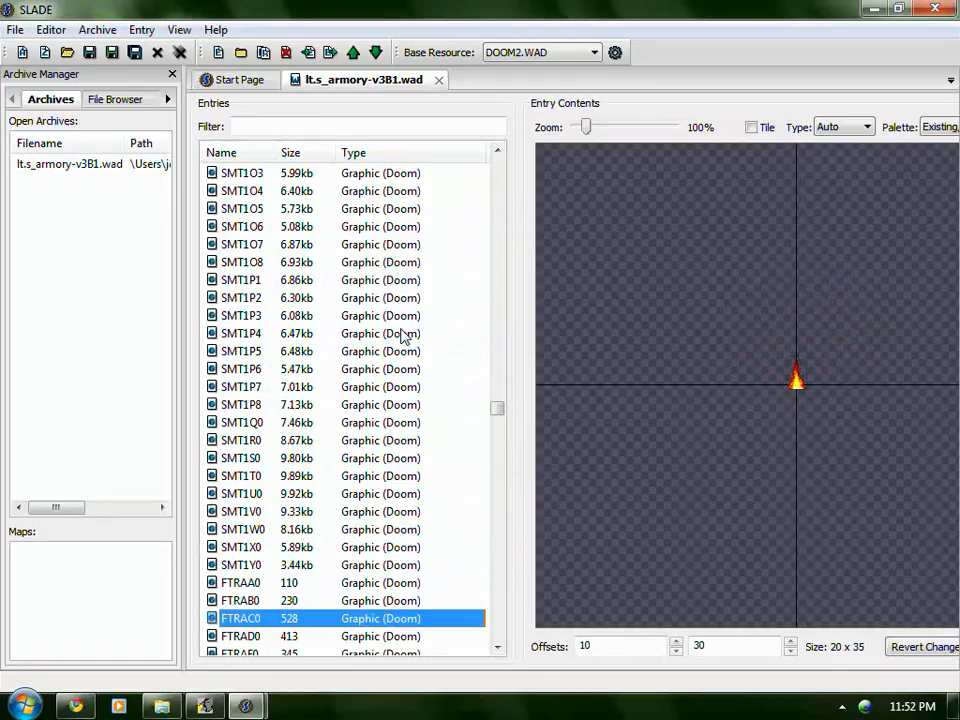 SLADE
File Editor Archive Entry View Help
Base Resource: DOOM2.WAD
Archive Manager
Start Page lt.s_armory-v3B1.wad
Archives File Browser
Entries Entry Contents
Open Archives:
Filter: Zoom: 100% Tile Type: Auto Palette: Existing
Filename Path
Name Size Type
lt.s_armory-v3B1.wad \Users\j
SMT1O3 5.99kb Graphic (Doom)
SMT1O4 6.40kb Graphic (Doom)
SMT1O5 5.73kb Graphic (Doom)
SMT1O6 5.08kb Graphic (Doom)
SMT1O7 6.87kb Graphic (Doom)
SMT1O8 6.93kb Graphic (Doom)
SMT1P1 6.86kb Graphic (Doom)
SMT1P2 6.30kb Graphic (Doom)
SMT1P3 6.08kb Graphic (Doom)
SMT1P4 6.47kb Graphic (Doom)
SMT1P5 6.48kb Graphic (Doom)
SMT1P6 5.47kb Graphic (Doom)
SMT1P7 7.01kb Graphic (Doom)
SMT1P8 7.13kb Graphic (Doom)
SMT1Q0 7.46kb Graphic (Doom)
SMT1R0 8.67kb Graphic (Doom)
SMT1S0 9.80kb Graphic (Doom)
SMT1T0 9.89kb Graphic (Doom)
SMT1U0 9.92kb Graphic (Doom)
SMT1V0 9.33kb Graphic (Doom)
SMT1W0 8.16kb Graphic (Doom)
Maps:
SMT1X0 5.89kb Graphic (Doom)
SMT1Y0 3.44kb Graphic (Doom)
FTRAA0 110 Graphic (Doom)
FTRAB0 230 Graphic (Doom)
FTRAC0 528 Graphic (Doom)
FTRAD0 413 Graphic (Doom)
FTRAE0 345 Graphic (Doom)
Offsets: 10 30 Size: 20 x 35 Revert Change
11:52 PM